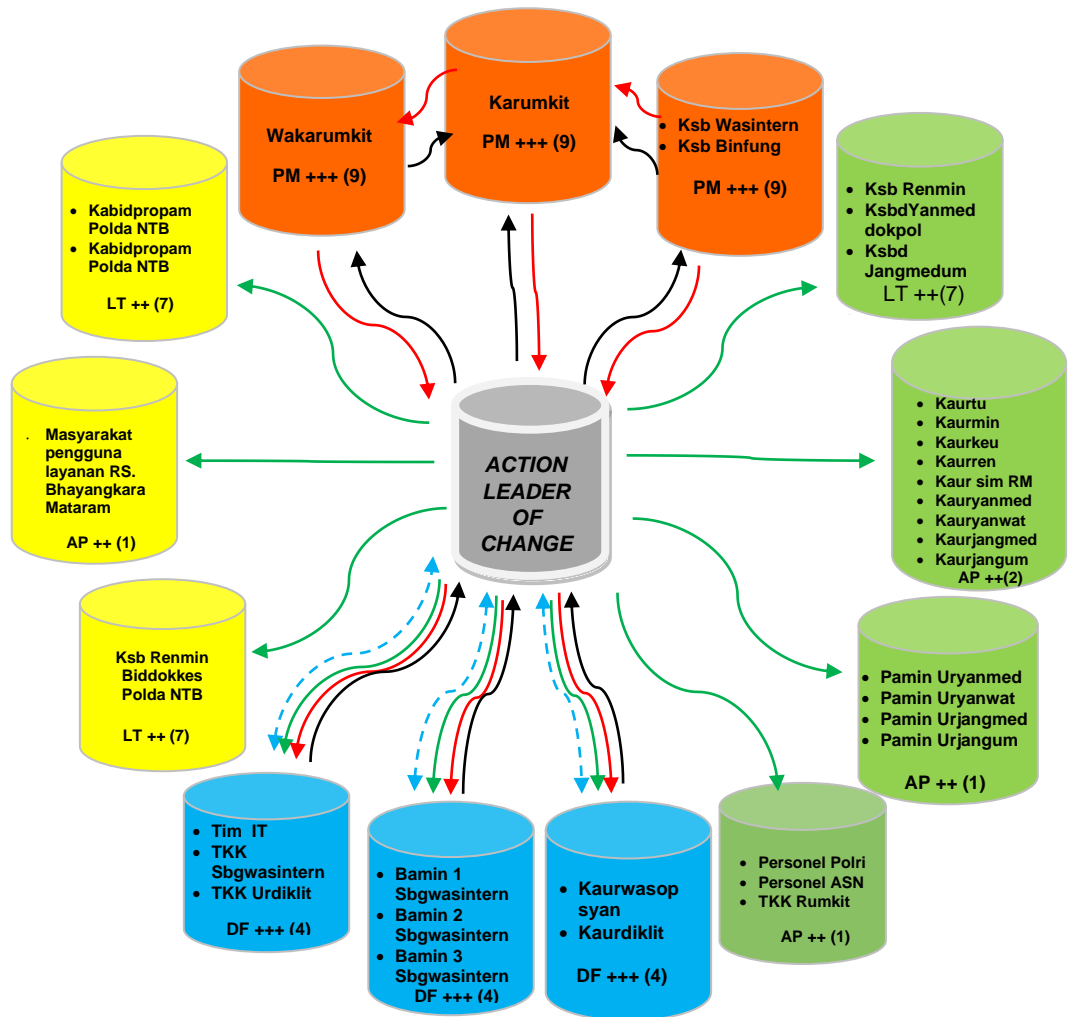 Karumkit
PM +++ (9)
Wakarumkit
PM +++ (9)
• Ksb Wasintern
• Ksb Binfung
PM +++ (9)
• Kabidpropam
Polda NTB
• Kabidpropam
Polda NTB
LT ++ (7)
• Ksb Renmin
• KsbdYanmed
dokpol
• Ksbd
Jangmedum
LT ++(7)
. Masyarakat
pengguna
layanan RS.
Bhayangkara
Mataram
AP ++ (1)
ACTION
LEADER
OF
CHANGE
• Kaurtu
• Kaurmin
• Kaurkeu
• Kaurren
• Kaur sim RM
• Kauryanmed
• Kauryanwat
• Kaurjangmed
• Kaurjangum
AP ++(2)
Ksb Renmin
Biddokkes
Polda NTB
LT ++ (7)
• Pamin Uryanmed
• Pamin Uryanwat
• Pamin Urjangmed
• Pamin Urjangum
AP ++ (1)
• Tim IT
• TKK
Sbgwasintern
• TKK Urdiklit
DF +++ (4)
• Bamin 1
Sbgwasintern
• Bamin 2
Sbgwasintern
• Bamin 3
Sbgwasintern
DF +++ (4)
• Kaurwasop
syan
• Kaurdiklit
DF +++ (4)
• Personel Polri
• Personel ASN
• TKK Rumkit
AP ++ (1)